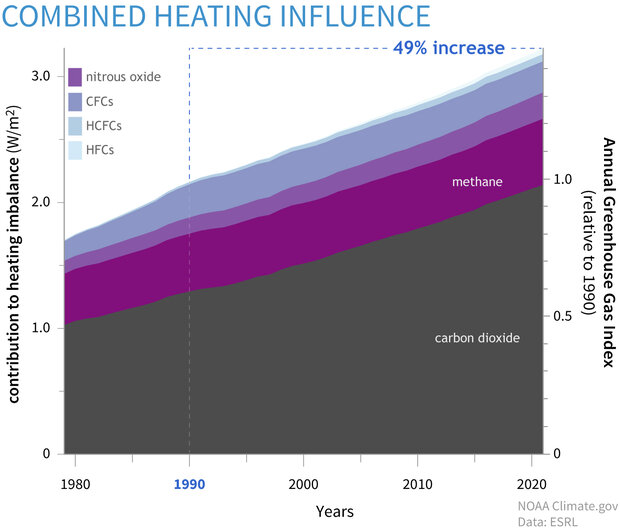 COMBINED HEATING INFLUENCE
49% increase
3.0
2.0
1.0
0
contribution to heating imbalance (W/m²)
nitrous oxide
CFCs
HCFCs
HFCs
methane
carbon dioxide
1.0
0.5
0
Annual Greenhouse Gas Index
(relative to 1990)
1980
1990
2000
2010
2020
Years
NOAA Climate.gov
Data: ESRL